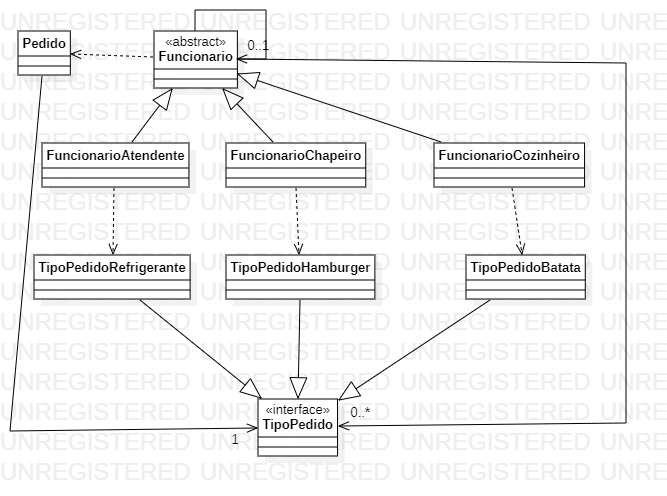 UNREGISTERED UNREGISTERED UNREGISTERED UNREGISTERED
«abstract»
Pedido
Funcionario
0..1
FuncionarioAtendente
FuncionarioChapeiro
FuncionarioCozinheiro
TipoPedidoRefrigerante
TipoPedidoHamburger
TipoPedidoBatata
«interface»
TipoPedido
0..*
1